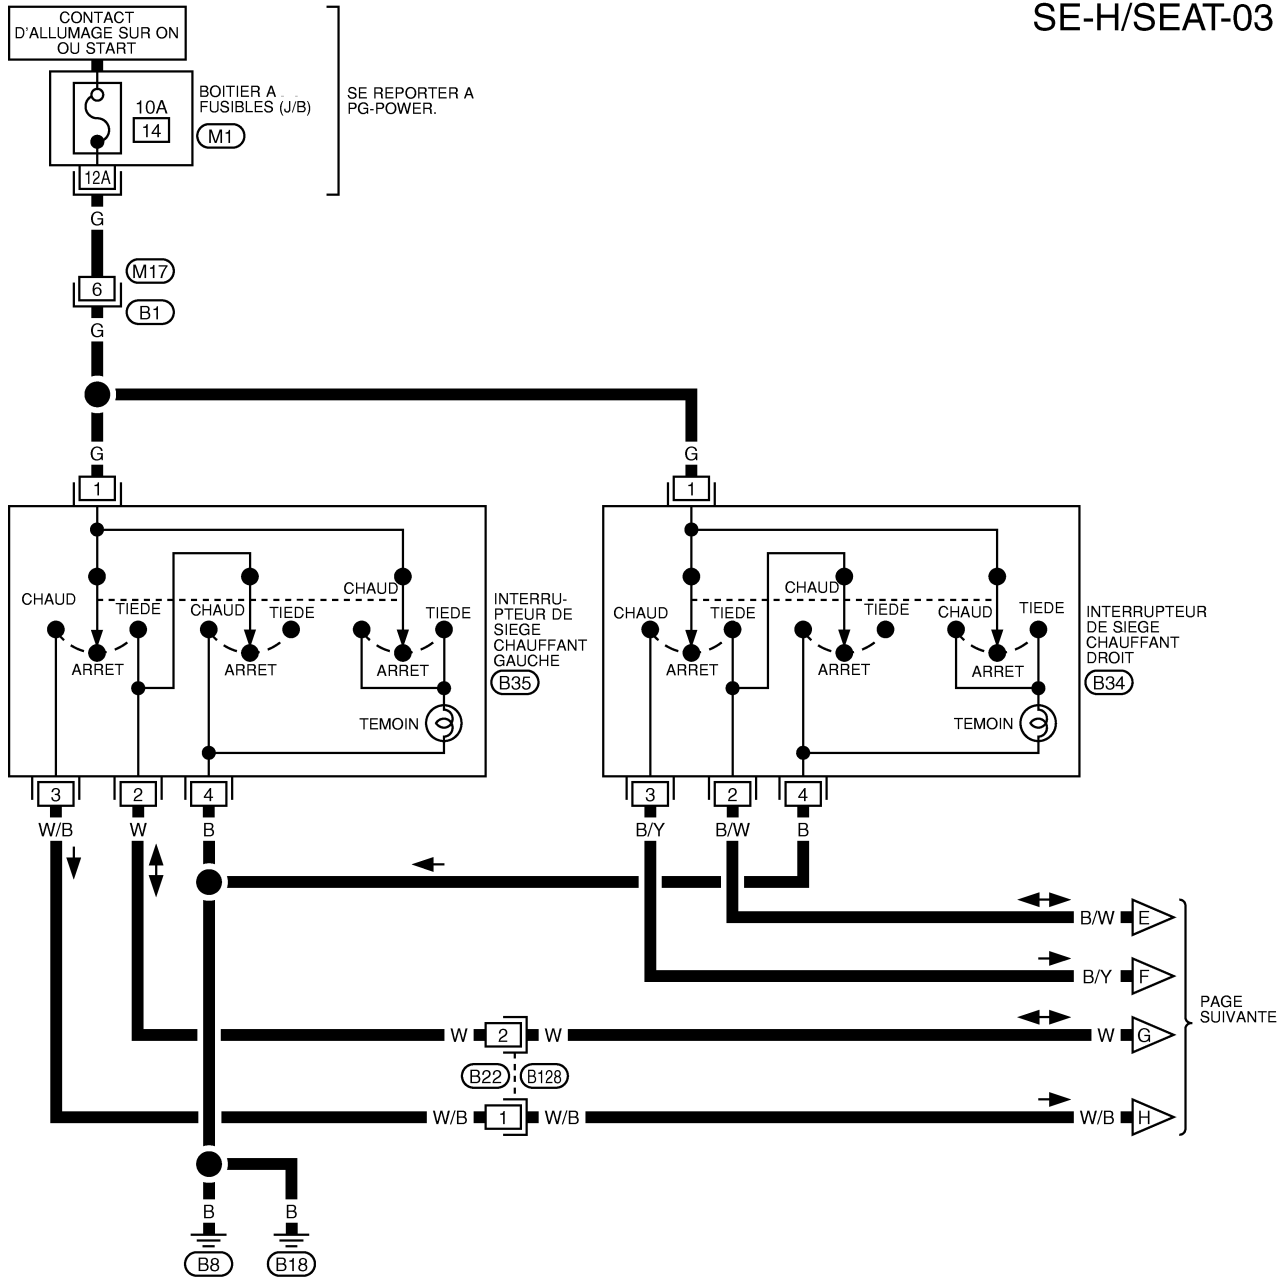 SE-H/SEAT-03
CONTACT
D'ALLUMAGE SUR ON
OU START
10A
14
BOITIER A
FUSIBLES (J/B)
M1
SE REPORTER A
PG-POWER.
12A
G
M17
6
B1
G
G
G
1
1
CHAUD
TIEDE
ARRET
CHAUD
TIEDE
ARRET
CHAUD
TIEDE
ARRET
TEMOIN
INTERRU-
PTEUR DE
SIEGE
CHAUFFANT
GAUCHE
B35
CHAUD
TIEDE
ARRET
CHAUD
TIEDE
ARRET
CHAUD
TIEDE
ARRET
TEMOIN
INTERRUPTEUR
DE SIEGE
CHAUFFANT
DROIT
B34
3
2
4
3
2
4
W/B
W
B
B/Y
B/W
B
B/W
E
B/Y
F
W
2
W
W
G
B22
B128
W/B
1
W/B
W/B
H
PAGE
SUIVANTE
B
B
B8
B18